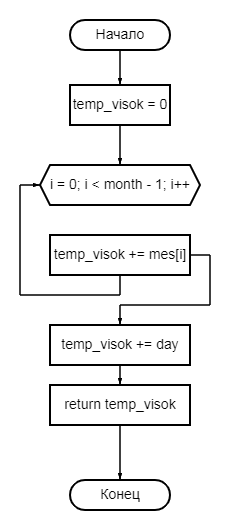 Начало
temp_visok = 0
i = 0; i < month - 1; i++
temp_visok += mes[i]
temp_visok += day
return temp_visok
Конец